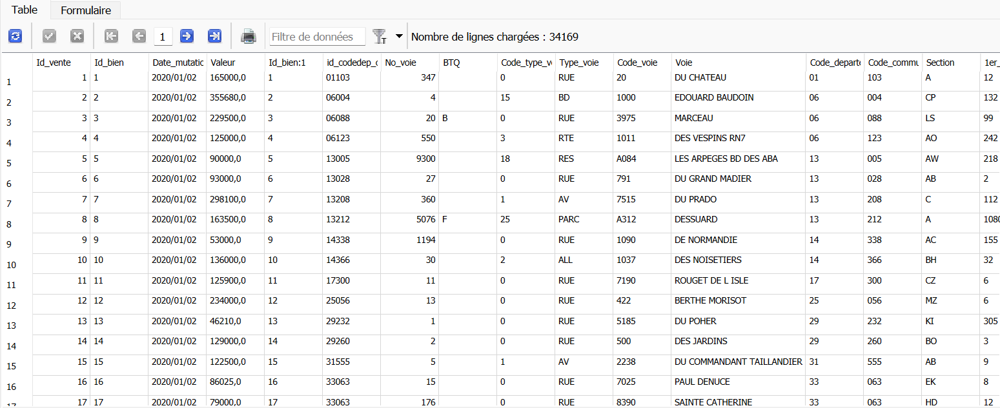 Table Formulaire
1 Filtre de données T Nombre de lignes chargées : 34169
Id_vente Id_bien Date_mutatic Valeur Id_bien:1 id_codedep_c No_voie BTQ Code_type_v Type_voie Code_voie Voie Code_departe Code_commu Section 1er_
1 1 1 2020/01/02 165000,0 1 01103 347 0 RUE 20 DU CHATEAU 01 103 A 12
2 2 2 2020/01/02 355680,0 2 06004 4 15 BD 1000 EDOUARD BAUDOIN 06 004 CP 132
3 3 3 2020/01/02 229500,0 3 06088 20 B 0 RUE 3975 MARCEAU 06 088 LS 99
4 4 4 2020/01/02 125000,0 4 06123 550 3 RTE 1011 DES VESPINS RN7 06 123 AO 242
5 5 5 2020/01/02 90000,0 5 13005 9300 18 RES A084 LES ARPEGES BD DES ABA 13 005 AW 218
6 6 6 2020/01/02 93000,0 6 13028 27 0 RUE 791 DU GRAND MADIER 13 028 AB 2
7 7 7 2020/01/02 298100,0 7 13208 360 1 AV 7515 DU PRADO 13 208 C 112
8 8 8 2020/01/02 163500,0 8 13212 5076 F 25 PARC A312 DESSUARD 13 212 A 1080
9 9 9 2020/01/02 53000,0 9 14338 1194 0 RUE 1090 DE NORMANDIE 14 338 AC 155
10 10 10 2020/01/02 136000,0 10 14366 30 2 ALL 1037 DES NOISETIERS 14 366 BH 32
11 11 11 2020/01/02 125900,0 11 17300 11 0 RUE 7190 ROUGET DE L ISLE 17 300 CZ 6
12 12 12 2020/01/02 234000,0 12 25056 13 0 RUE 422 BERTHE MORISOT 25 056 MZ 6
13 13 13 2020/01/02 46210,0 13 29232 1 0 RUE 5185 DU POHER 29 232 KI 305
14 14 14 2020/01/02 129000,0 14 29260 2 0 RUE 500 DES JARDINS 29 260 BO 3
15 15 15 2020/01/02 122500,0 15 31555 5 1 AV 2238 DU COMMANDANT TAILLANDIER 31 555 AB 9
16 16 16 2020/01/02 86025,0 16 33063 15 0 RUE 7025 PAUL DENUCE 33 063 EK 8
17 17 17 2020/01/02 79000,0 17 33063 176 0 RUE 8390 SAINTE CATHERINE 33 063 HD 12